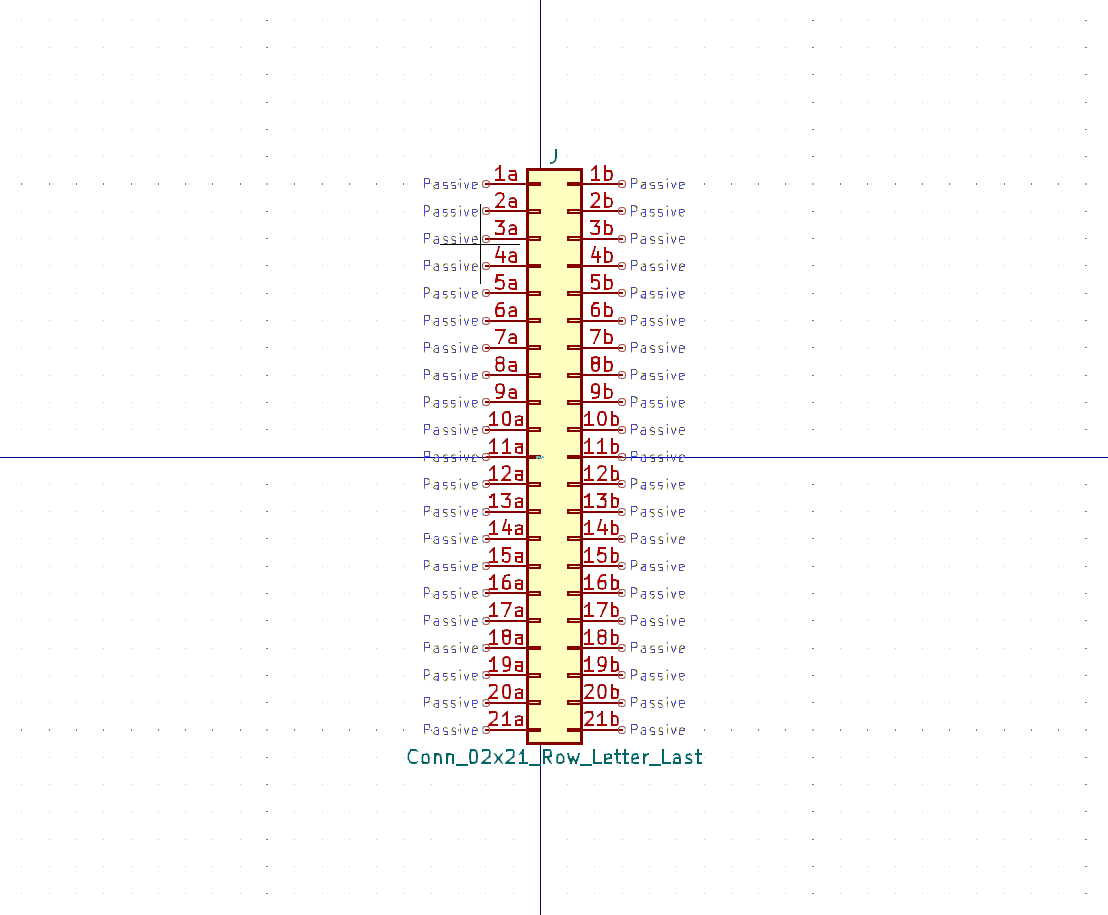 J
1a 1b
Passive Passive
2a 2b
Passive Passive
3a 3b
Passive Passive
4a 4b
Passive Passive
5a 5b
Passive Passive
6a 6b
Passive Passive
7a 7b
Passive Passive
8a 8b
Passive Passive
9a 9b
Passive Passive
10a 10b
Passive Passive
11a 11b
Passive Passive
12a 12b
Passive Passive
13a 13b
Passive Passive
14a 14b
Passive Passive
15a 15b
Passive Passive
16a 16b
Passive Passive
17a 17b
Passive Passive
18a 18b
Passive Passive
19a 19b
Passive Passive
20a 20b
Passive Passive
21a 21b
Passive Passive
Conn_02x21_Row_Letter_Last